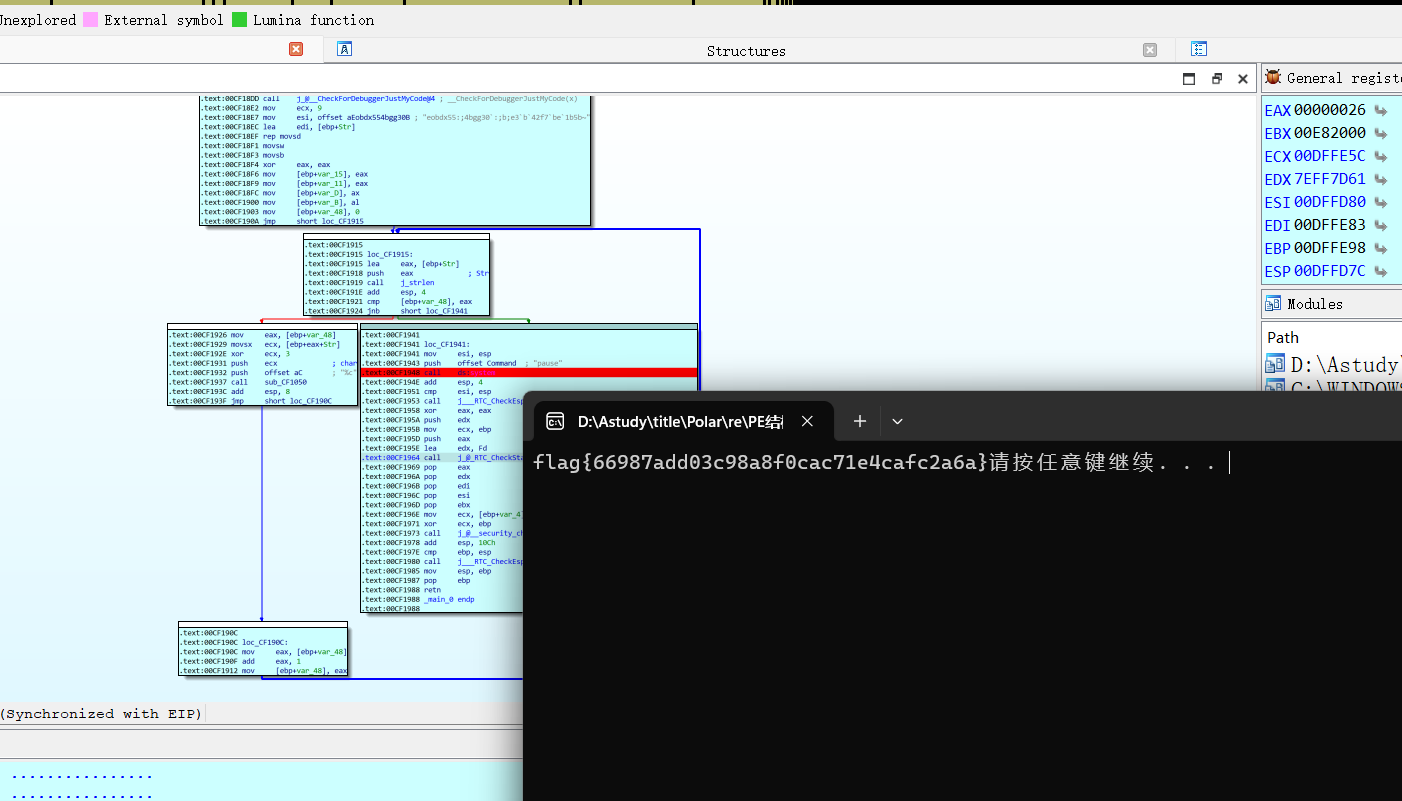 Unexplored External symbol Lumina function
Structures
General registe
EAX 00000026
EBX 00E82000
ECX 00DFFE5C
EDX 7EFF7D61
ESI 00DFFD80
EDI 00DFFE83
EBP 00DFFE98
ESP 00DFFD7C
Modules
Path
D:\Astudy\
C:\WINDOWS
.text:00CF18DD call j_@__CheckForDebuggerJustMyCode@4 ; __CheckForDebuggerJustMyCode(x)
.text:00CF18E2 mov ecx, 9
.text:00CF18E7 mov esi, offset aEobdx554bgg30B ; "eobdx55:;4bgg30`:;b;e3`b`42f7`be`1b5b~"
.text:00CF18EC lea edi, [ebp+Str]
.text:00CF18EF rep movsd
.text:00CF18F1 movsw
.text:00CF18F3 movsb
.text:00CF18F4 xor eax, eax
.text:00CF18F6 mov [ebp+var_15], eax
.text:00CF18F9 mov [ebp+var_11], eax
.text:00CF18FC mov [ebp+var_D], ax
.text:00CF1900 mov [ebp+var_B], al
.text:00CF1903 mov [ebp+var_48], 0
.text:00CF190A jmp short loc_CF1915
.text:00CF1915
.text:00CF1915 loc_CF1915:
.text:00CF1915 lea eax, [ebp+Str]
.text:00CF1918 push eax ; Str
.text:00CF1919 call j_strlen
.text:00CF191E add esp, 4
.text:00CF1921 cmp [ebp+var_48], eax
.text:00CF1924 jnb short loc_CF1941
.text:00CF1926 mov eax, [ebp+var_48]
.text:00CF1929 movsx ecx, [ebp+eax+Str]
.text:00CF192E xor ecx, 3
.text:00CF1931 push ecx ; char
.text:00CF1932 push offset aC ; "%c"
.text:00CF1937 call sub_CF1050
.text:00CF193C add esp, 8
.text:00CF193F jmp short loc_CF190C
.text:00CF1941
.text:00CF1941 loc_CF1941:
.text:00CF1941 mov esi, esp
.text:00CF1943 push offset Command ; "pause"
.text:00CF1948 call
.text:00CF194E add esp, 4
.text:00CF1951 cmp esi, esp
.text:00CF1953 call j___RTC_CheckEsp
.text:00CF1958 xor eax, eax
.text:00CF195A push edx
.text:00CF195B mov ecx, ebp
.text:00CF195D push eax
.text:00CF195E lea edx, Fd
.text:00CF1964 call j_@_RTC_CheckSta
.text:00CF1969 pop eax
.text:00CF196A pop edx
.text:00CF196B pop edi
.text:00CF196C pop esi
.text:00CF196D pop ebx
.text:00CF196E mov ecx, [ebp+var_4]
.text:00CF1971 xor ecx, ebp
.text:00CF1973 call j_@__security_ch
.text:00CF1978 add esp, 10Ch
.text:00CF197E cmp ebp, esp
.text:00CF1980 call j___RTC_CheckEsp
.text:00CF1985 mov esp, ebp
.text:00CF1987 pop ebp
.text:00CF1988 retn
.text:00CF1988 _main_0 endp
.text:00CF1988
.text:00CF190C
.text:00CF190C loc_CF190C:
.text:00CF190C mov eax, [ebp+var_48]
.text:00CF190F add eax, 1
.text:00CF1912 mov [ebp+var_48], eax
D:\Astudy\title\Polar\re\PE结
flag{66987add03c98a8f0cac71e4cafc2a6a}请按任意键继续. . .
(Synchronized with EIP)
................
................